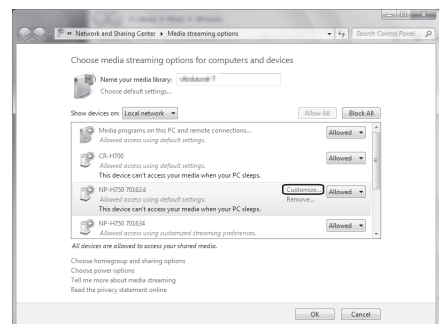 « Network and Sharing Center ▸ Media streaming options
Search Control Panel
Choose media streaming options for computers and devices
Name your media library:
Choose default settings...
Show devices on: Local network
Allow All
Block All
Media programs on this PC and remote connections...
Allowed access using default settings.
Allowed
CR-H700
Allowed access using default settings.
This device can't access your media when your PC sleeps.
Allowed
NP-H750 70162d
Allowed access using default settings.
This device can't access your media when your PC sleeps.
Customize...
Remove...
Allowed
NP-H750 701634
Allowed access using customized streaming preferences.
Allowed
All devices are allowed to access your shared media.
Choose homegroup and sharing options
Choose power options
Tell me more about media streaming
Read the privacy statement online
OK
Cancel